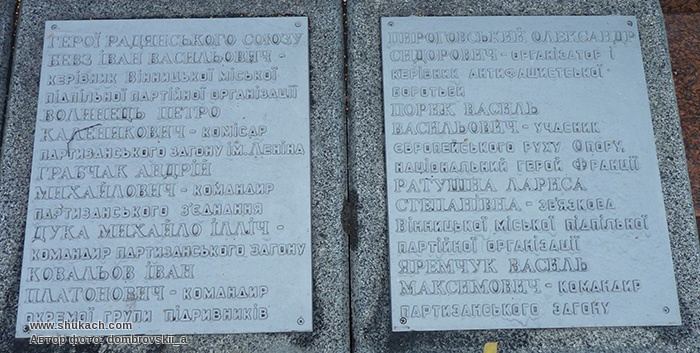 ГЕРОЇ РАДЯНСЬКОГО СОЮЗУ
БЕВЗ ІВАН ВАСИЛЬОВИЧ -
КЕРІВНИК ВІННИЦЬКОЇ МІСЬКОЇ
ПІДПІЛЬНОЇ ПАРТІЙНОЇ ОРГАНІЗАЦІЇ
ВОЛИНЕЦЬ ПЕТРО
КАЛЕНИКОВИЧ - КОМІСАР
ПАРТИЗАНСЬКОГО ЗАГОНУ ІМ. ЛЕНІНА
ГРАБЧАК АНДРІЙ
МИХАЙЛОВИЧ - КОМАНДИР
ПАРТИЗАНСЬКОГО З'ЄДНАННЯ
ДУКА МИХАЙЛО ІЛЛІЧ -
КОМАНДИР ПАРТИЗАНСЬКОГО ЗАГОНУ
КОВАЛЬОВ ІВАН
ПЛАТОНОВИЧ - КОМАНДИР
ОКРЕМОЇ ГРУПИ ПІДРИВНИКІВ
ПИРОГОВСЬКИЙ ОЛЕКСАНДР
СИДОРОВИЧ - ОРГАНІЗАТОР І
КЕРІВНИК АНТИФАШИСТСЬКОЇ
БОРОТЬБИ
ПОРИК ВАСИЛЬ
ВАСИЛЬОВИЧ - УЧАСНИК
ЄВРОПЕЙСЬКОГО РУХУ ОПОРУ,
НАЦІОНАЛЬНИЙ ГЕРОЙ ФРАНЦІЇ
РАТУШНА ЛАРИСА
СТЕПАНІВНА - ЗВ'ЯЗКОВА
ВІННИЦЬКОЇ МІСЬКОЇ ПІДПІЛЬНОЇ
ПАРТІЙНОЇ ОРГАНІЗАЦІЇ
ЯРЕМЧУК ВАСИЛЬ
МАКСИМОВИЧ - КОМАНДИР
ПАРТИЗАНСЬКОГО ЗАГОНУ
www.shukach.com
Автор фото: dombrovskii_a